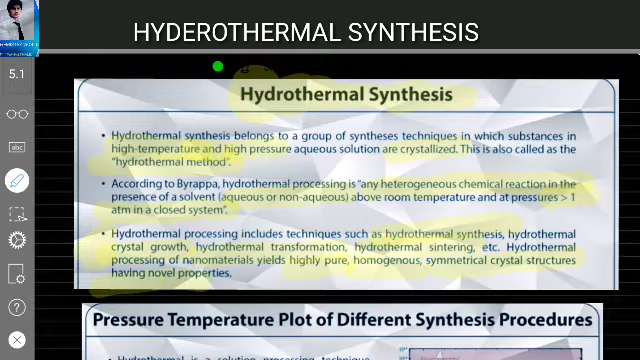 HYDEROTHERMAL SYNTHESIS
5.1
abc
Hydrothermal Synthesis
• Hydrothermal synthesis belongs to a group of syntheses techniques in which substances in
high-temperature and high pressure aqueous solution are crystallized. This is also called as the
"hydrothermal method".
• According to Byrappa, hydrothermal processing is "any heterogeneous chemical reaction in the
presence of a solvent (aqueous or non-aqueous) above room temperature and at pressures > 1
atm in a closed system".
• Hydrothermal processing includes techniques such as hydrothermal synthesis, hydrothermal
crystal growth, hydrothermal transformation, hydrothermal sintering, etc. Hydrothermal
processing of nanomaterials yields highly pure, homogenous, symmetrical crystal structures
having novel properties.
Pressure Temperature Plot of Different Synthesis Procedures
• Hydrothermal is a solution processing technique